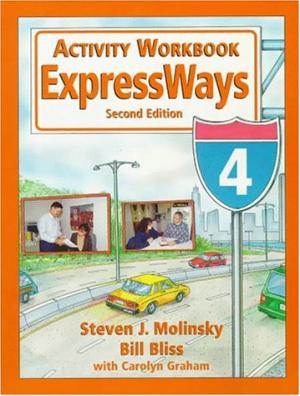 ACTIVITY WORKBOOK
ExpressWays
Second Edition
4
Steven J. Molinsky
Bill Bliss
with Carolyn Graham